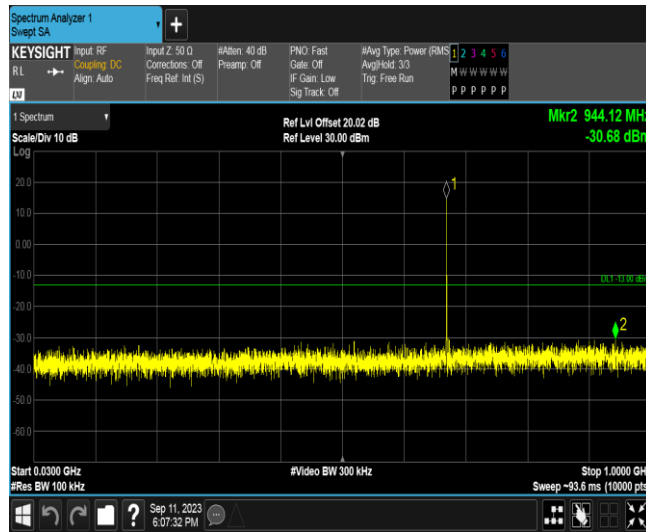 Spectrum Analyzer 1
Swept SA
+
KEYSIGHT
RL
LXI
Input: RF
Coupling: DC
Align: Auto
Input Z: 50 Ω
Corrections: Off
Freq Ref: Int (S)
#Atten: 40 dB
Preamp: Off
PNO: Fast
Gate: Off
IF Gain: Low
Sig Track: Off
#Avg Type: Power (RMS
Avg|Hold: 3/3
Trig: Free Run
1 2 3 4 5 6
M W W W W W
P P P P P P
1 Spectrum
Scale/Div 10 dB
Log
Ref Lvl Offset 20.02 dB
Ref Level 30.00 dBm
Mkr2 944.12 MHz
-30.68 dBm
20.0
10.0
0.00
-10.0
-20.0
-30.0
-40.0
-50.0
-60.0
1
DL1 -13.00 dB
2
Start 0.0300 GHz
#Res BW 100 kHz
#Video BW 300 kHz
Stop 1.0000 GH
Sweep ~93.6 ms (10000 pts
?
Sep 11, 2023
6:07:32 PM